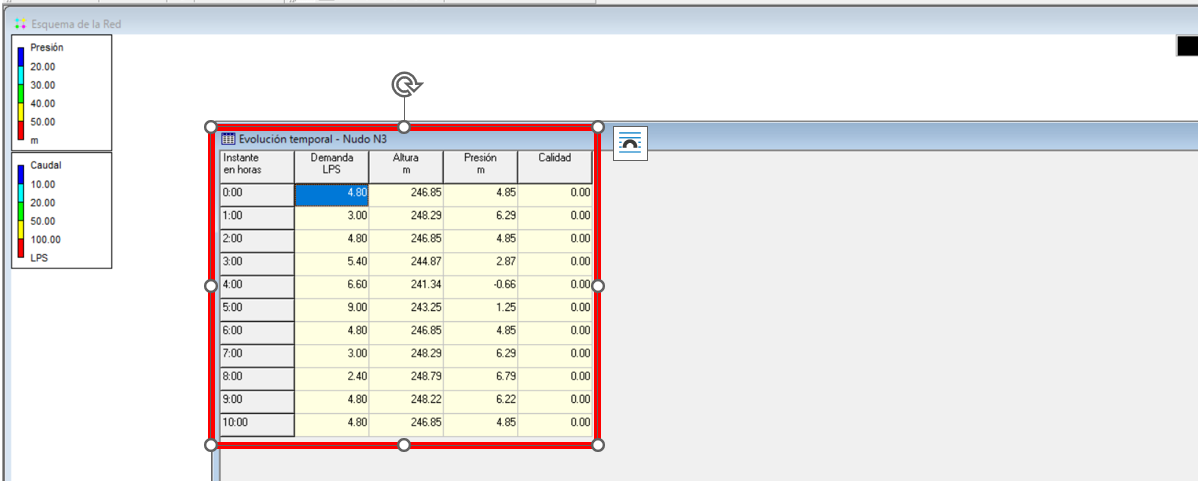 Esquema de la Red
Presión
20.00
30.00
40.00
50.00
m
Caudal
10.00
20.00
50.00
100.00
LPS
Evolución temporal - Nudo N3
Instante en horas Demanda LPS Altura m Presión m Calidad
0:00 4.80 246.85 4.85 0.00
1:00 3.00 248.29 6.29 0.00
2:00 4.80 246.85 4.85 0.00
3:00 5.40 244.87 2.87 0.00
4:00 6.60 241.34 -0.66 0.00
5:00 9.00 243.25 1.25 0.00
6:00 4.80 246.85 4.85 0.00
7:00 3.00 248.29 6.29 0.00
8:00 2.40 248.79 6.79 0.00
9:00 4.80 248.22 6.22 0.00
10:00 4.80 246.85 4.85 0.00